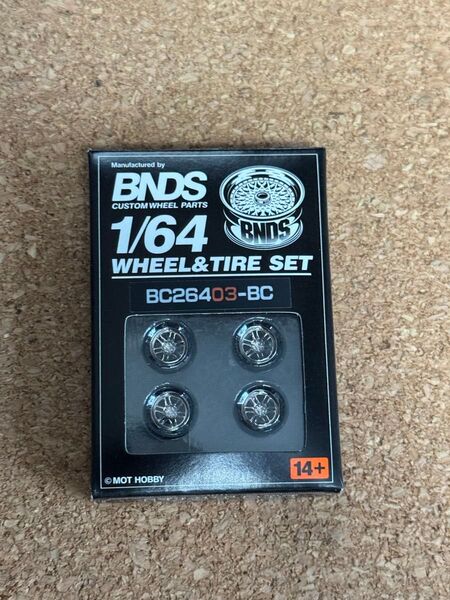 Manufactured by
BNDS
CUSTOM WHEEL PARTS
1/64
BNDS
WHEEL&TIRE SET
BC26403-BC
14+
© MOT HOBBY